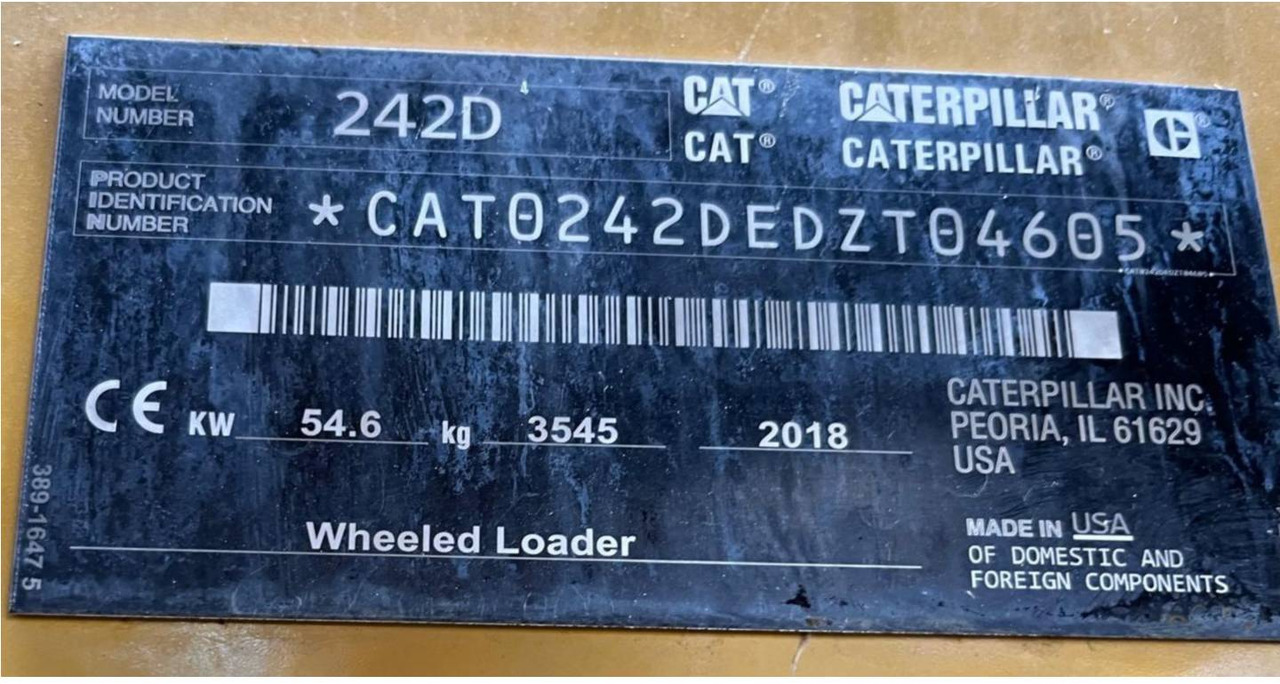 MODEL
NUMBER
242D
CAT® CATERPILLAR®
CAT® CATERPILLAR®
PRODUCT
IDENTIFICATION
NUMBER
*CAT0242DEDZT04605*
CE KW 54.6 kg 3545 2018
CATERPILLAR INC.
PEORIA, IL 61629
USA
Wheeled Loader
MADE IN USA
OF DOMESTIC AND
FOREIGN COMPONENTS
389-1647 5